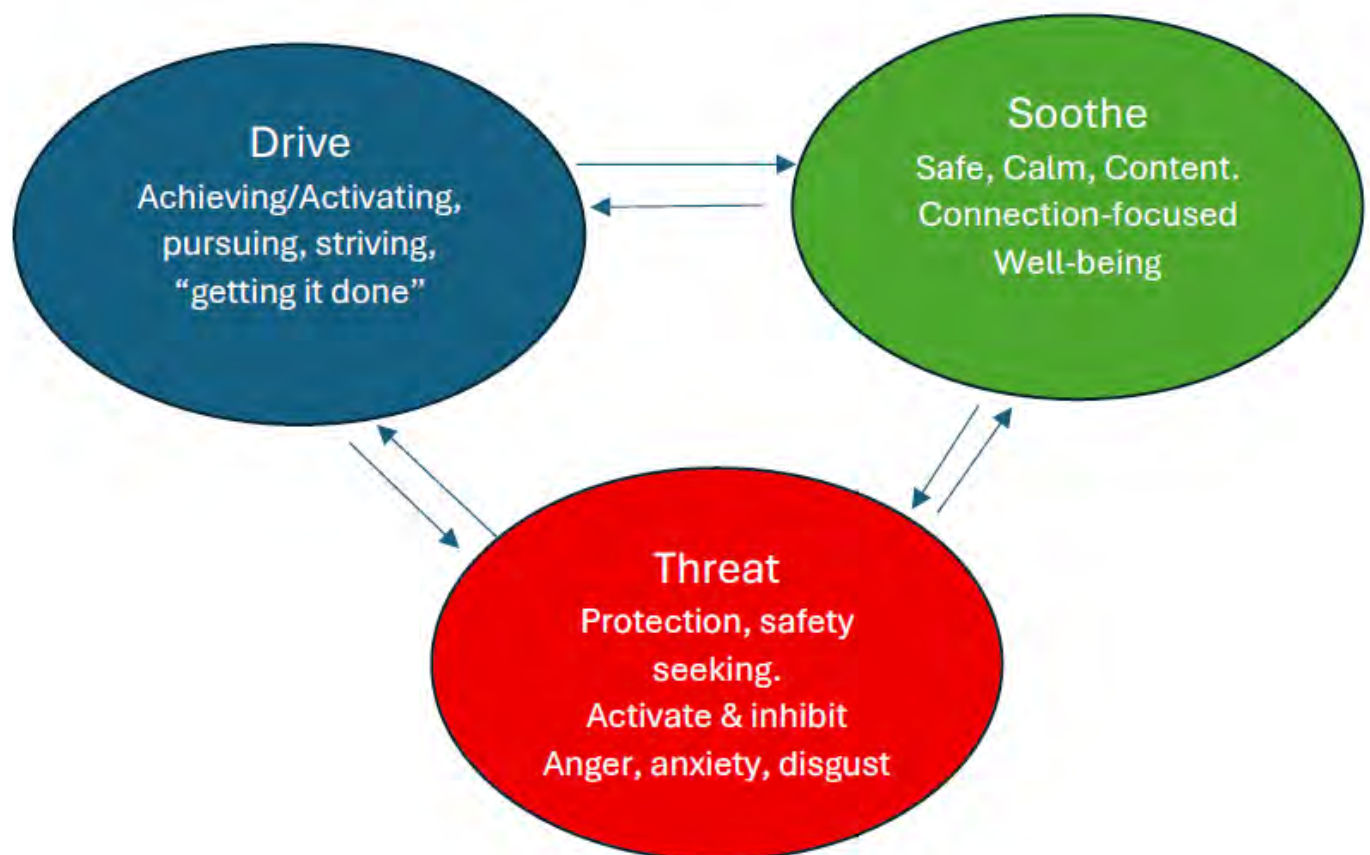 Drive
Achieving/Activating,
pursuing, striving,
“getting it done”
Soothe
Safe, Calm, Content.
Connection-focused
Well-being
Threat
Protection, safety
seeking.
Activate & inhibit
Anger, anxiety, disgust